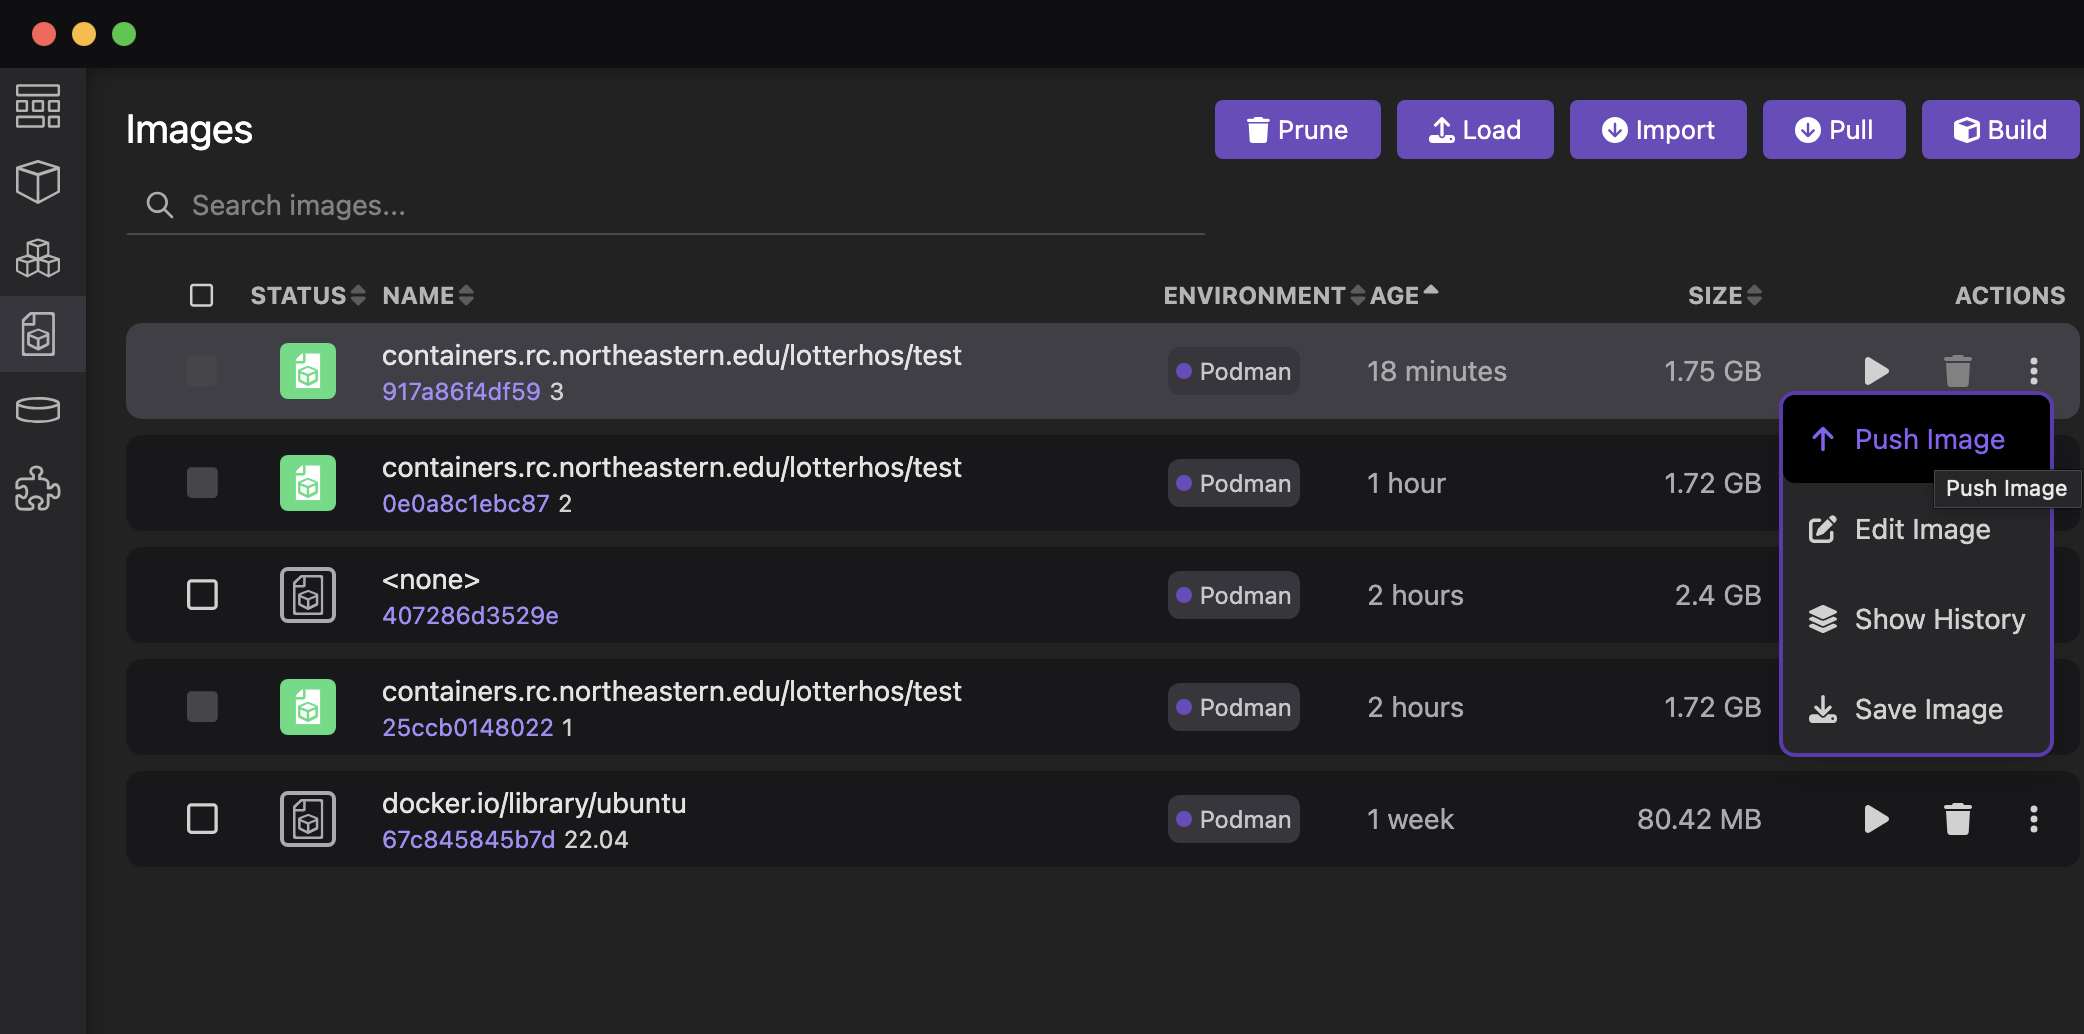 Images
Prune
Load
Import
Pull
Build
Search images...
STATUS NAME ENVIRONMENT AGE SIZE ACTIONS
containers.rc.northeastern.edu/lotterhos/test
917a86f4df59 3
Podman
18 minutes
1.75 GB
containers.rc.northeastern.edu/lotterhos/test
0e0a8c1ebc87 2
Podman
1 hour
1.72 GB
<none>
407286d3529e
Podman
2 hours
2.4 GB
containers.rc.northeastern.edu/lotterhos/test
25ccb0148022 1
Podman
2 hours
1.72 GB
docker.io/library/ubuntu
67c845845b7d 22.04
Podman
1 week
80.42 MB
Push Image
Push Image
Edit Image
Show History
Save Image